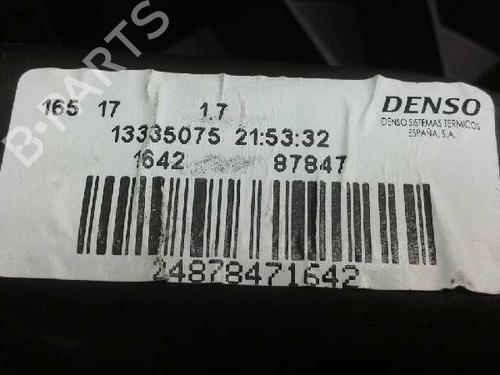 165 17 1.7
DENSO
DENSO SISTEMAS TERMICOS
ESPAÑA, S.A.
13335075 21:53:32
1642 87847
24878471642
B-PARTS